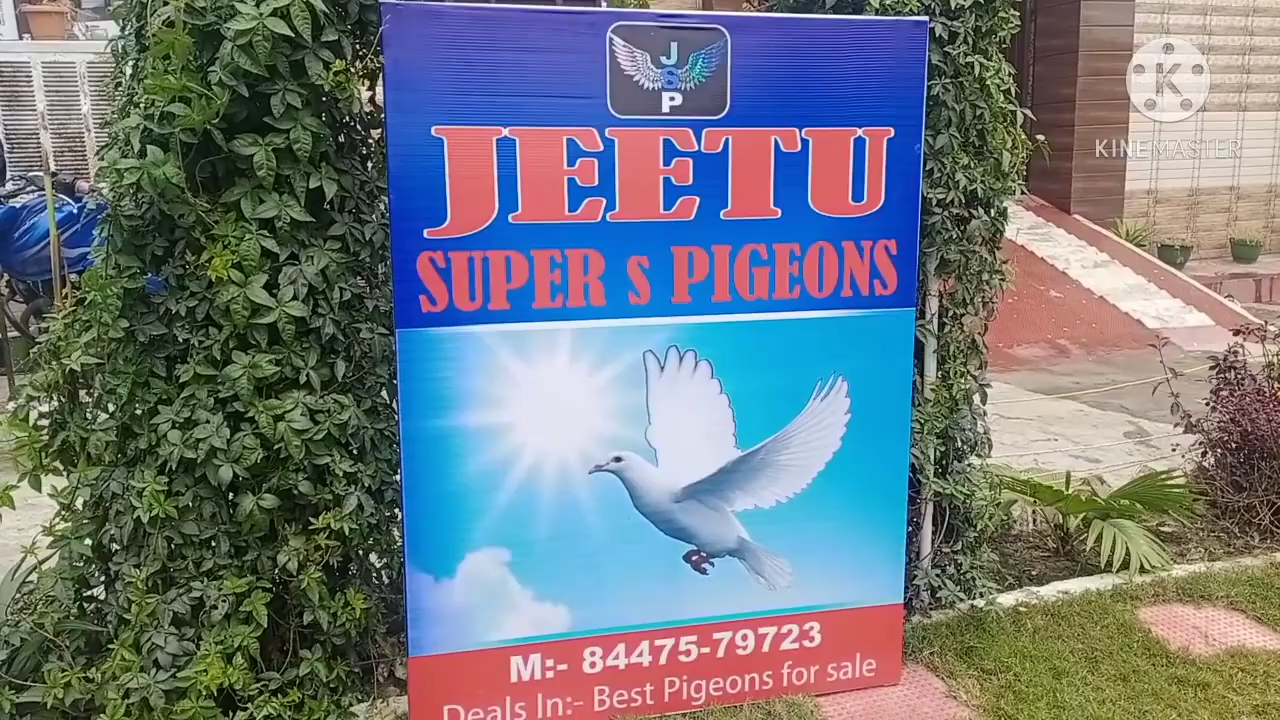 J
S
P
JEETU
SUPER S PIGEONS
M:- 84475-79723
Deals In:- Best Pigeons for sale
K
KINEMASTER